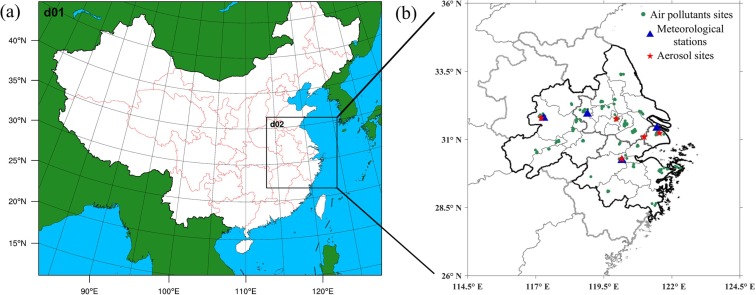 (a)
d01
40°N
35°N
30°N
25°N
20°N
15°N
d02
90°E
100°E
110°E
120°E
(b)
36° N
33.5° N
31° N
28.5° N
26° N
114.5° E
117° E
119.5° E
122° E
124.5° E
Air pollutants sites
Meteorological
stations
Aerosol sites